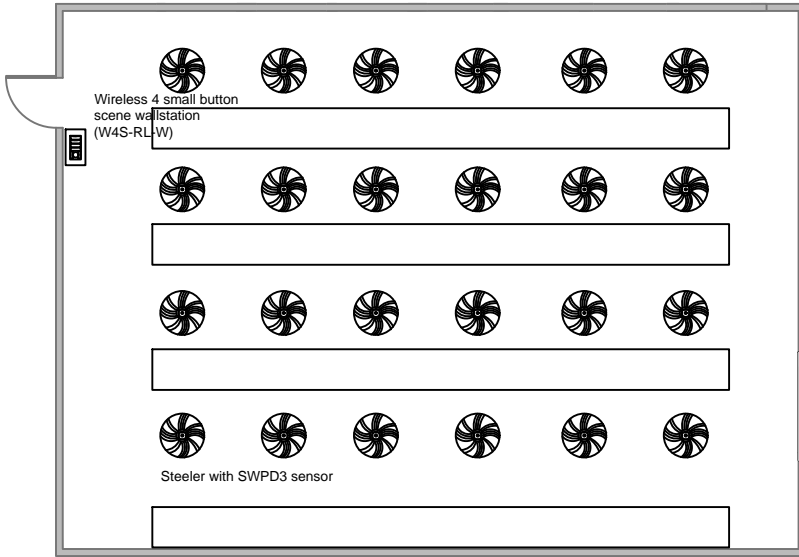 Wireless 4 small button
scene wallstation
(W4S-RL-W)
Steeler with SWPD3 sensor